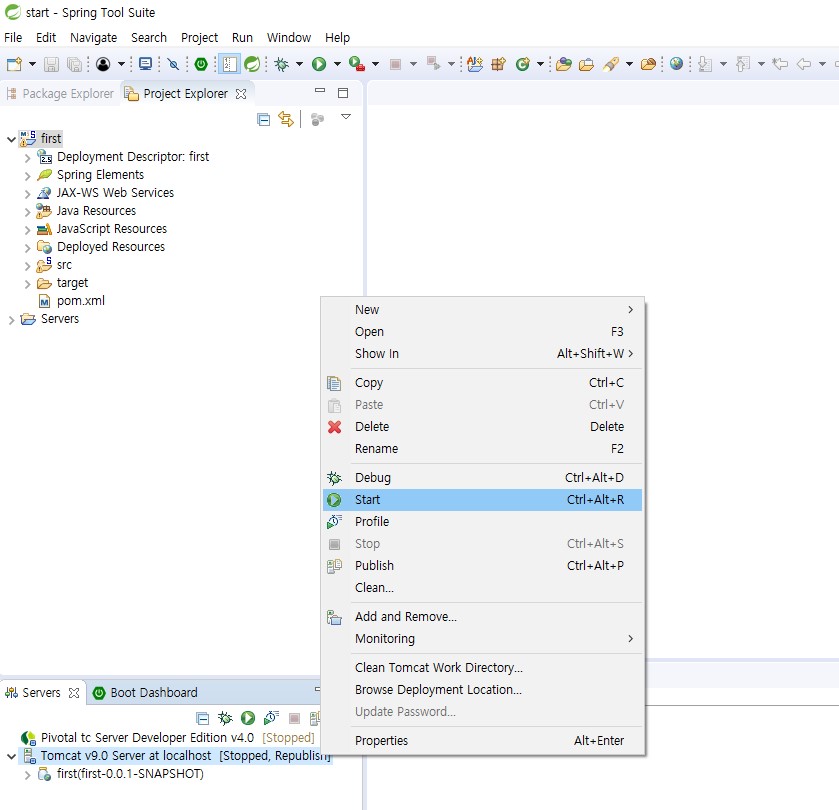 start - Spring Tool Suite
File Edit Navigate Search Project Run Window Help
Package Explorer Project Explorer
first
Deployment Descriptor: first
Spring Elements
JAX-WS Web Services
Java Resources
JavaScript Resources
Deployed Resources
src
target
pom.xml
Servers
New
Open F3
Show In Alt+Shift+W
Copy Ctrl+C
Paste Ctrl+V
Delete Delete
Rename F2
Debug Ctrl+Alt+D
Start Ctrl+Alt+R
Profile
Stop Ctrl+Alt+S
Publish Ctrl+Alt+P
Clean...
Add and Remove...
Monitoring
Clean Tomcat Work Directory...
Browse Deployment Location...
Update Password...
Properties Alt+Enter
Servers Boot Dashboard
Pivotal tc Server Developer Edition v4.0 [Stopped]
Tomcat v9.0 Server at localhost [Stopped, Republish]
first(first-0.0.1-SNAPSHOT)